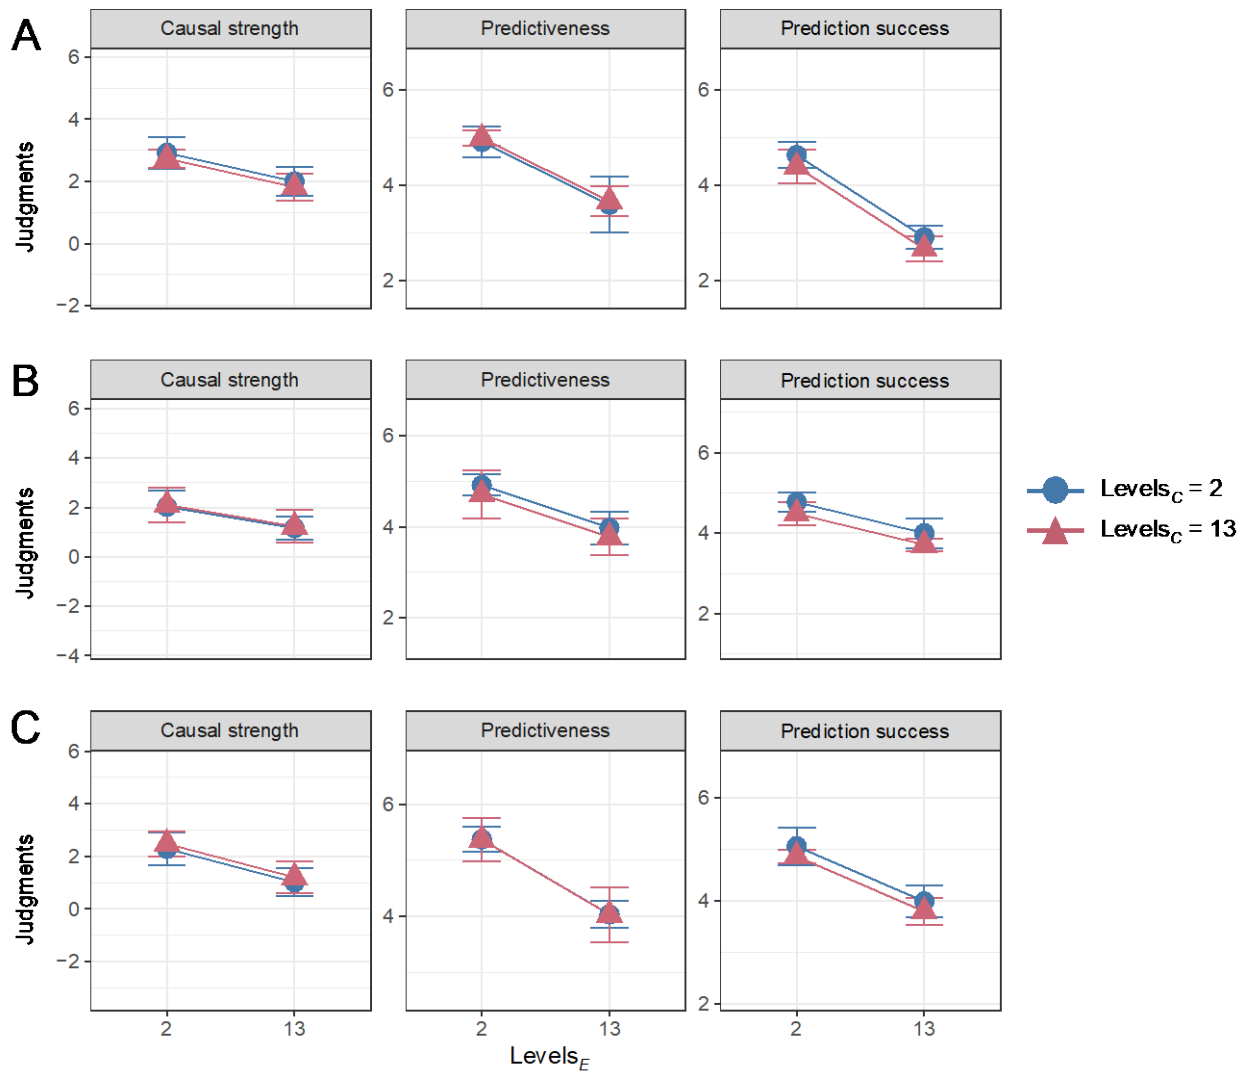 A
Causal strength
Predictiveness
Prediction success
Judgments
6
4
2
0
−2
6
4
2
6
4
2
B
Causal strength
Predictiveness
Prediction success
Judgments
6
4
2
0
−2
−4
6
4
2
6
4
2
Levels_C = 2
Levels_C = 13
C
Causal strength
Predictiveness
Prediction success
Judgments
6
4
2
0
−2
6
4
6
4
2
2 13
2 13
2 13
Levels_E